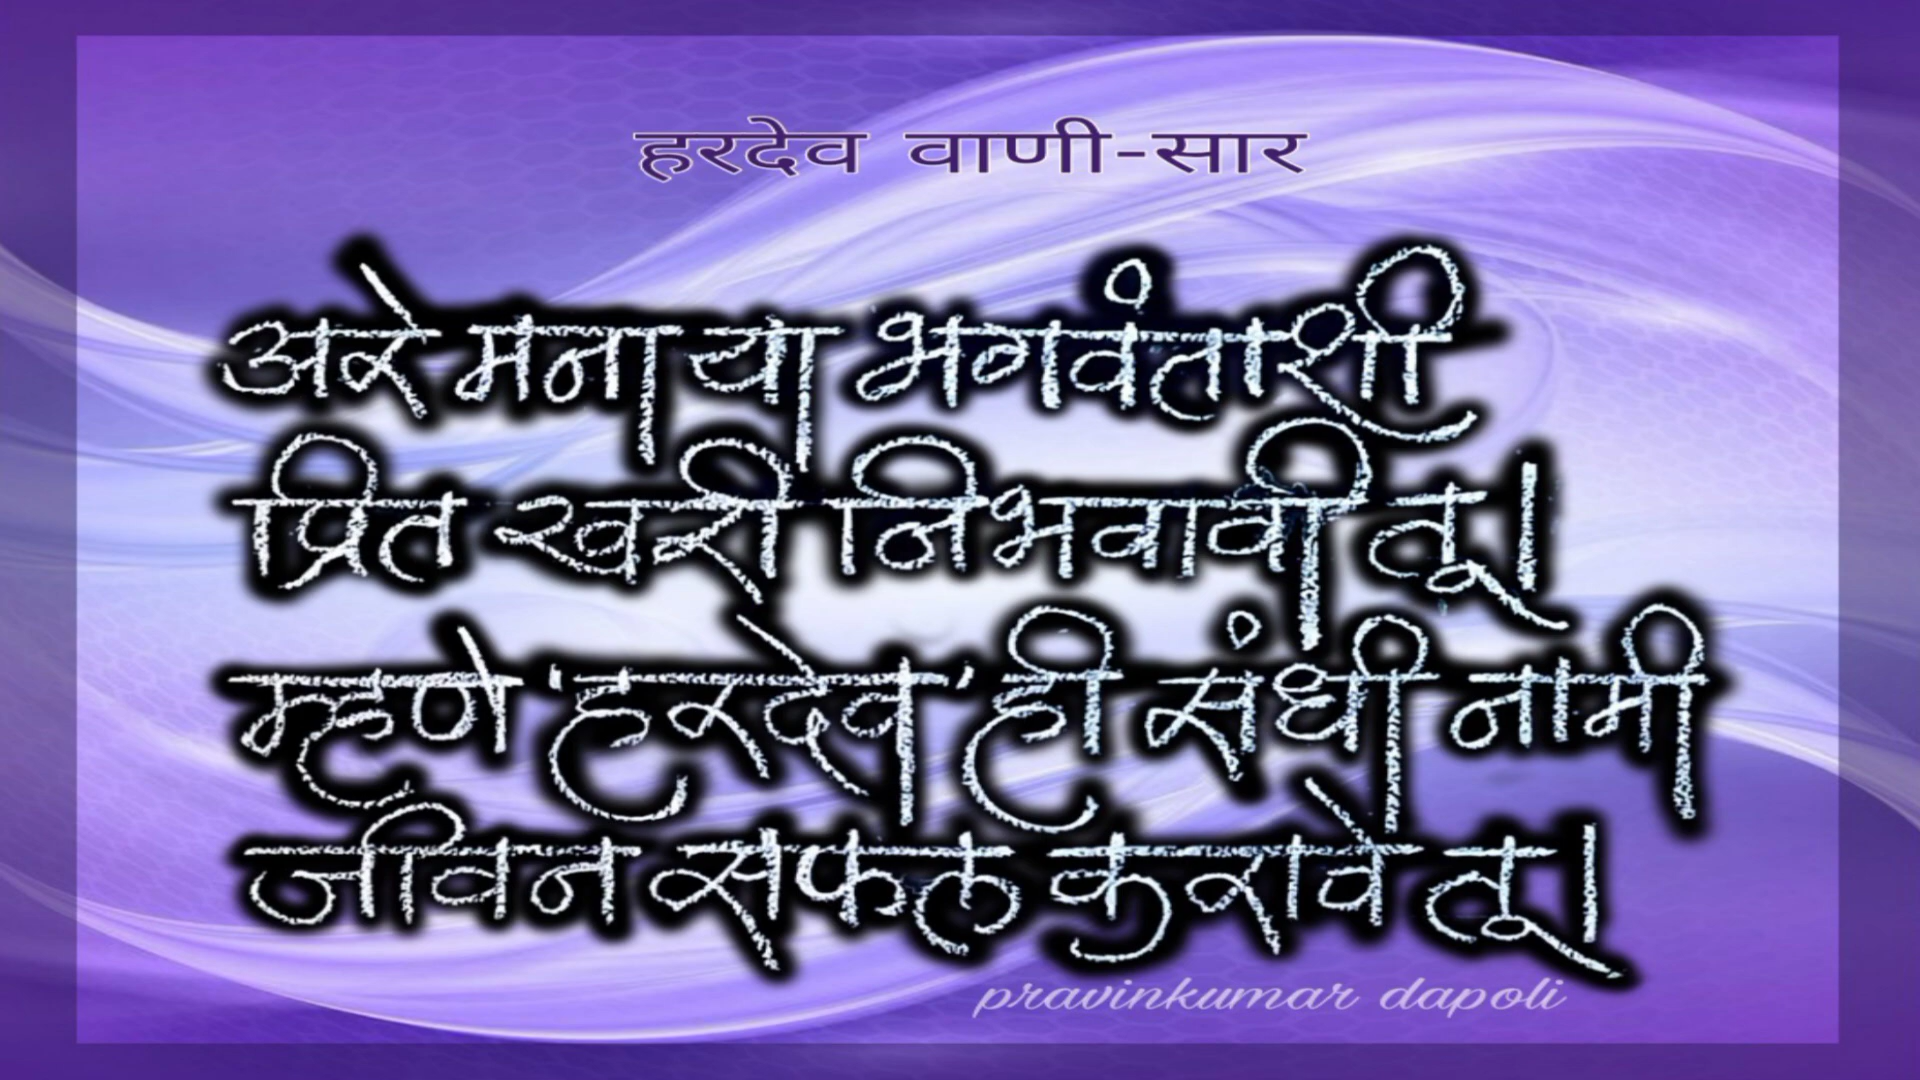 हरदेव वाणी-सार
अरे मना या भगवंताशी
प्रित खरी निभवावी तू।
म्हणे 'हरदेव' ही संधी नामी
जीवन सफल करावे तू।
pravinkumar dapoli